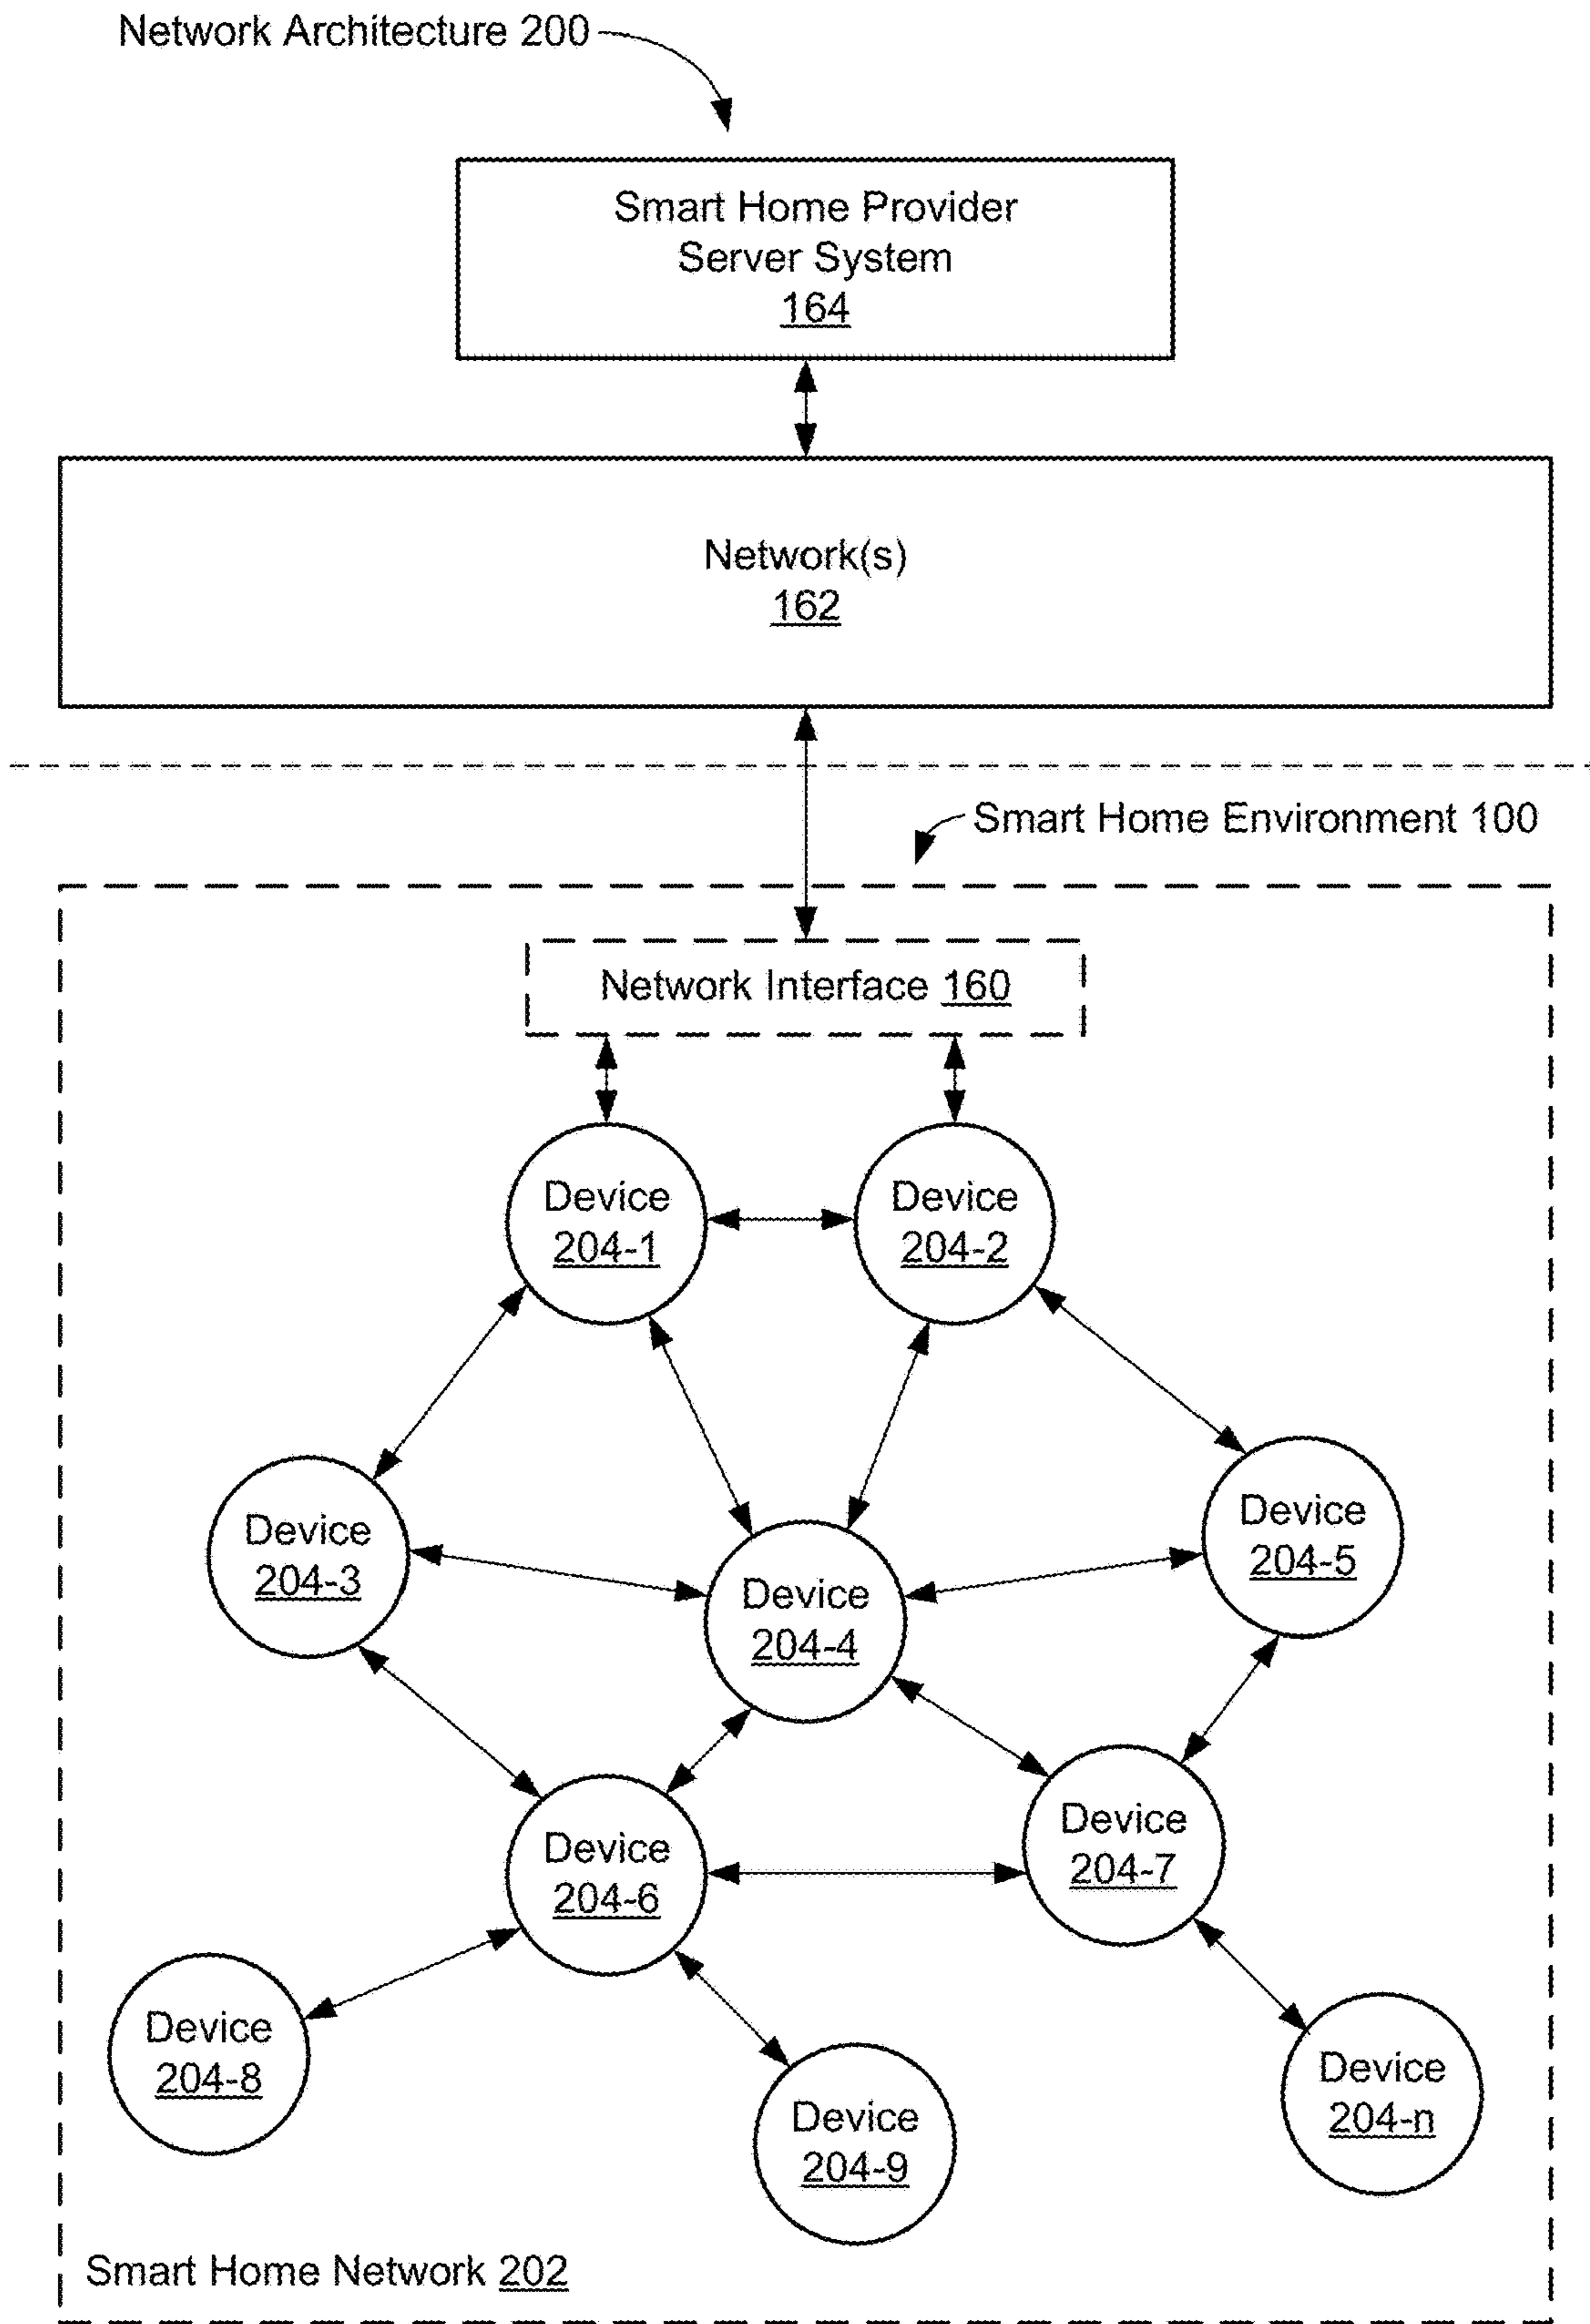 Network Architecture 200
Smart Home Provider
Server System
164
Network(s)
162
Smart Home Environment 100
Network Interface 160
Device
204-1
Device
204-2
Device
204-3
Device
204-4
Device
204-5
Device
204-6
Device
204-7
Device
204-8
Device
204-9
Device
204-n
Smart Home Network 202